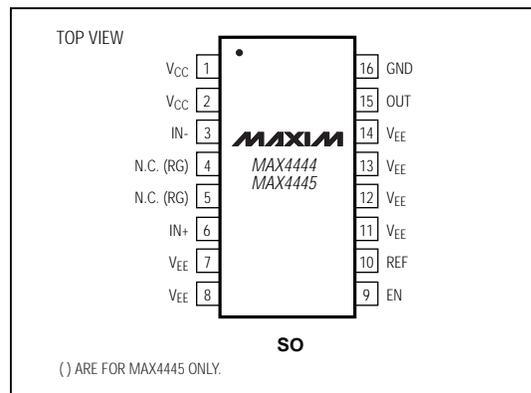 TOP VIEW
VCC 1
VCC 2
IN- 3
N.C. (RG) 4
N.C. (RG) 5
IN+ 6
VEE 7
VEE 8
MAXIM
MAX4444
MAX4445
16 GND
15 OUT
14 VEE
13 VEE
12 VEE
11 VEE
10 REF
9 EN
SO
( ) ARE FOR MAX4445 ONLY.